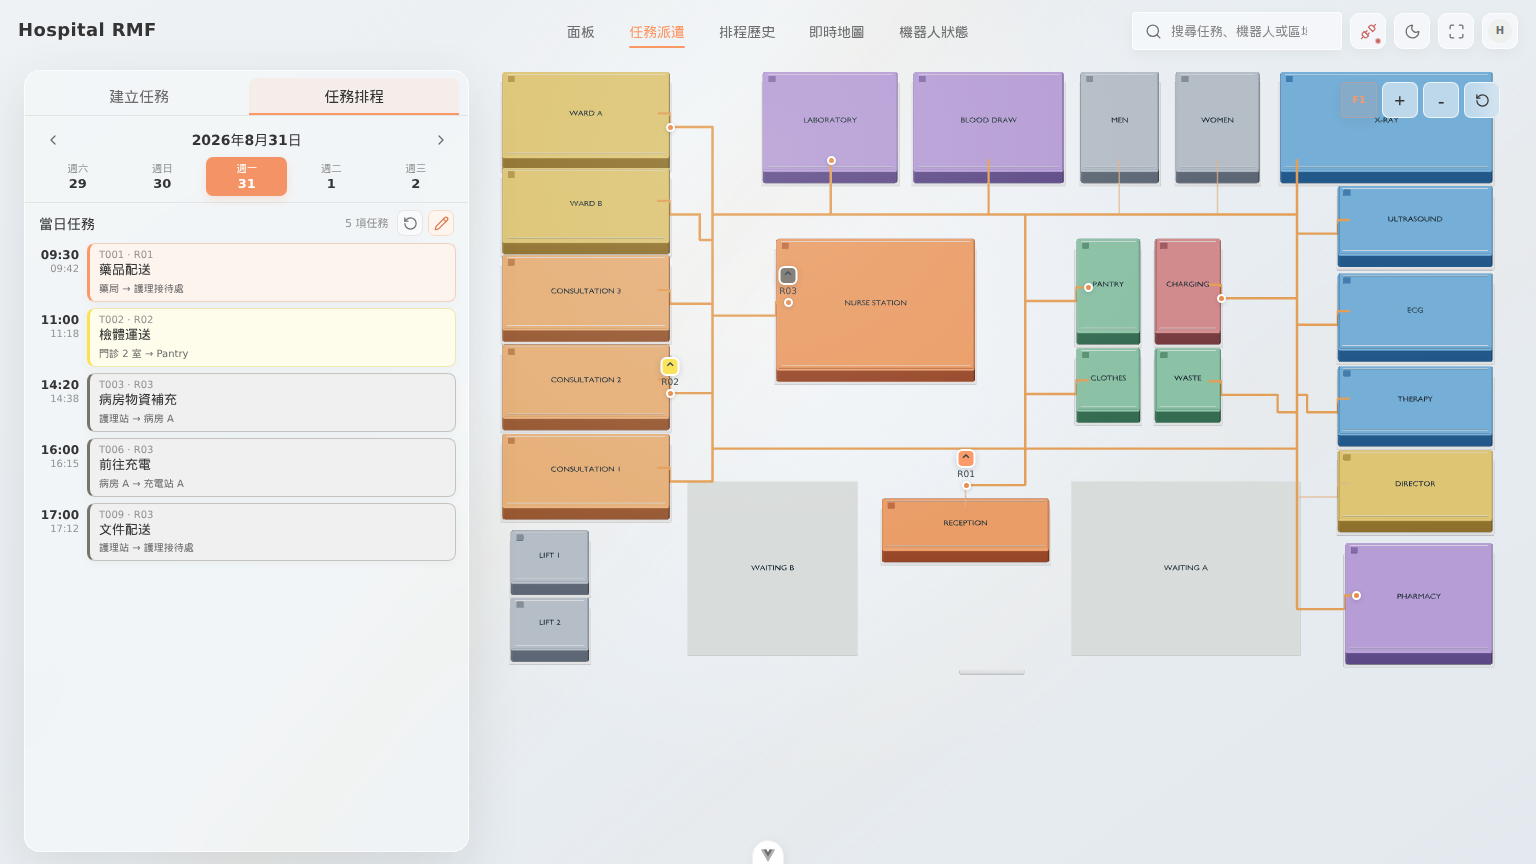 Hospital RMF
面板
任務派遣
排程歷史
即時地圖
機器人狀態
搜尋任務、機器人或區域
H
建立任務
任務排程
2026年8月31日
週六
29
週日
30
週一
31
週二
1
週三
2
當日任務
5 項任務
09:30
09:42
T001 · R01
藥品配送
藥局 → 護理接待處
11:00
11:18
T002 · R02
檢體運送
門診 2 室 → Pantry
14:20
14:38
T003 · R03
病房物資補充
護理站 → 病房 A
16:00
16:15
T006 · R03
前往充電
病房 A → 充電站 A
17:00
17:12
T009 · R03
文件配送
護理站 → 護理接待處
F1
+
-
WARD A
LABORATORY
BLOOD DRAW
MEN
WOMEN
X-RAY
WARD B
ULTRASOUND
CONSULTATION 3
R03
NURSE STATION
PANTRY
CHARGING
ECG
CONSULTATION 2
R02
CLOTHES
WASTE
THERAPY
CONSULTATION 1
R01
RECEPTION
DIRECTOR
LIFT 1
WAITING B
WAITING A
LIFT 2
PHARMACY